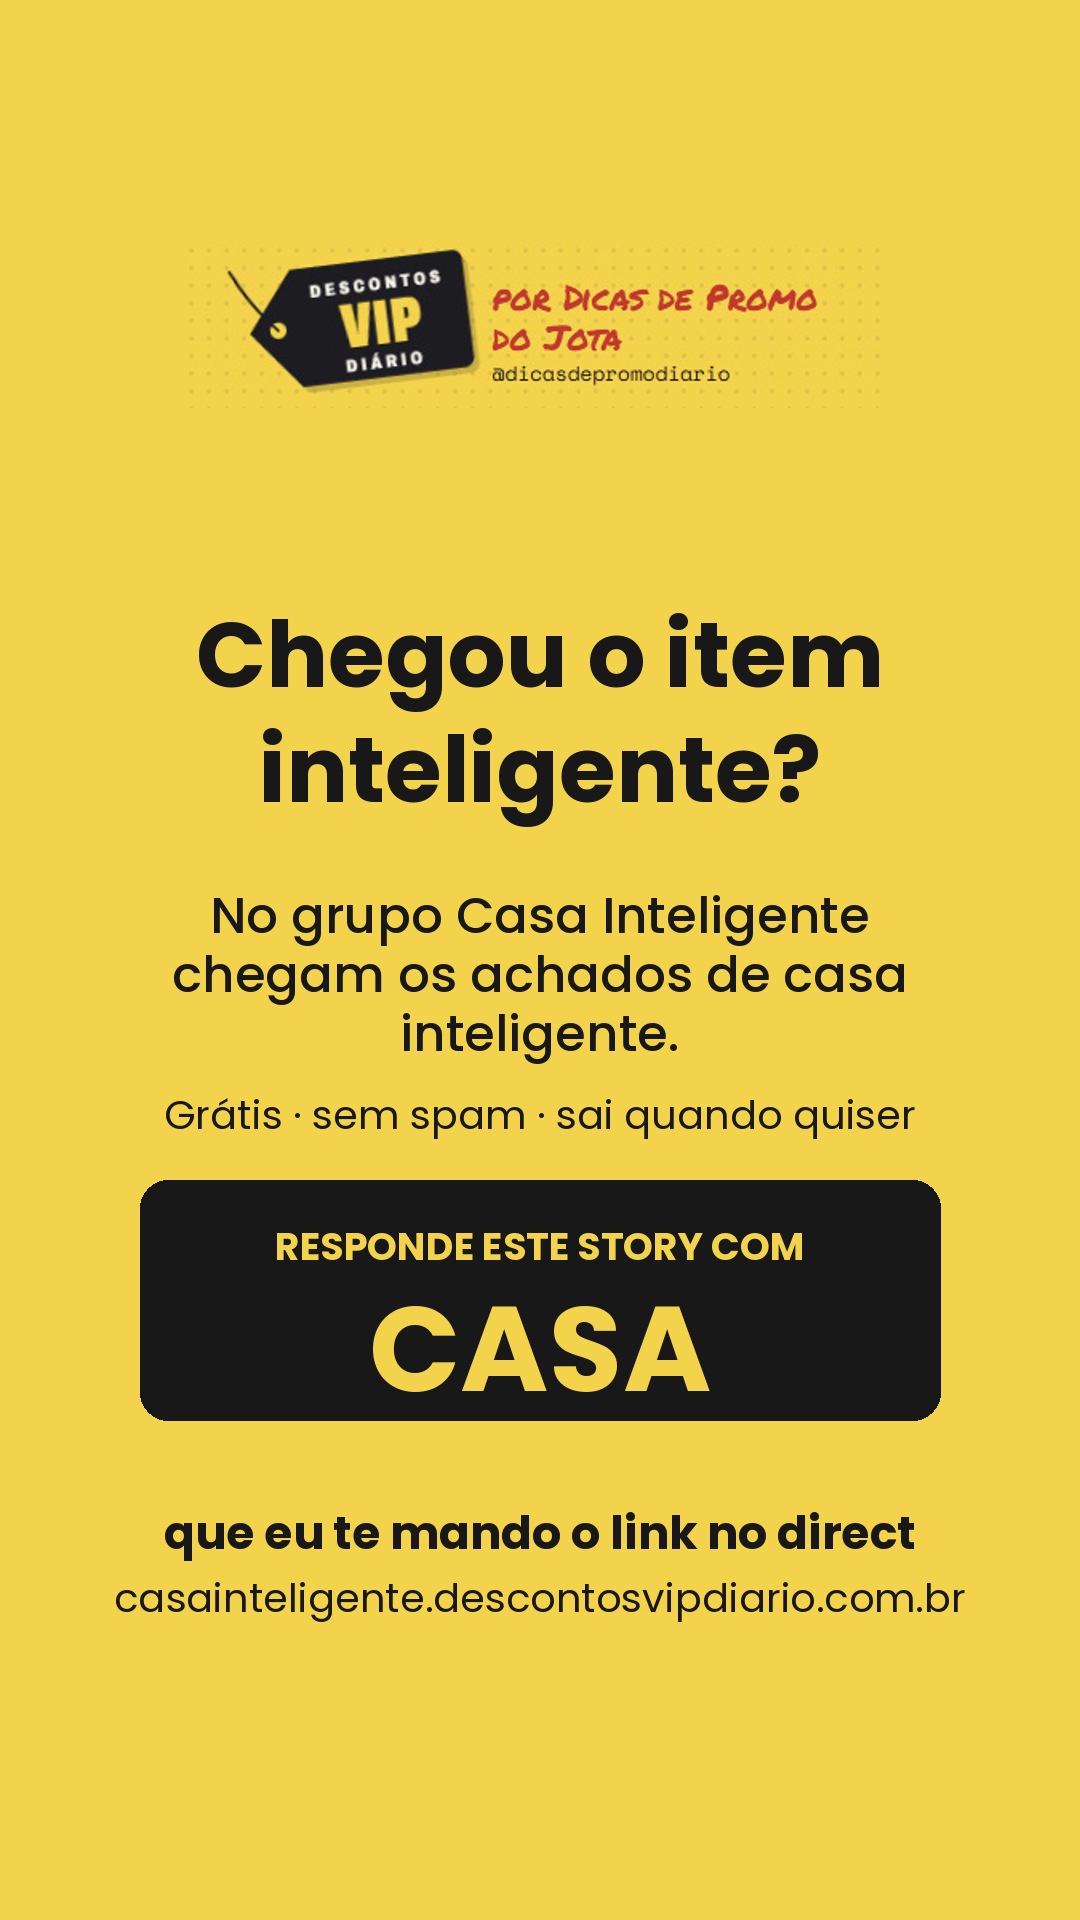 DESCONTOS
VIP
DIÁRIO
POR DICAS DE PROMO
DO JOTA
@dicasdepromodiario
Chegou o item
inteligente?
No grupo Casa Inteligente
chegam os achados de casa
inteligente.
Grátis · sem spam · sai quando quiser
RESPONDE ESTE STORY COM
CASA
que eu te mando o link no direct
casainteligente.descontosvipdiario.com.br